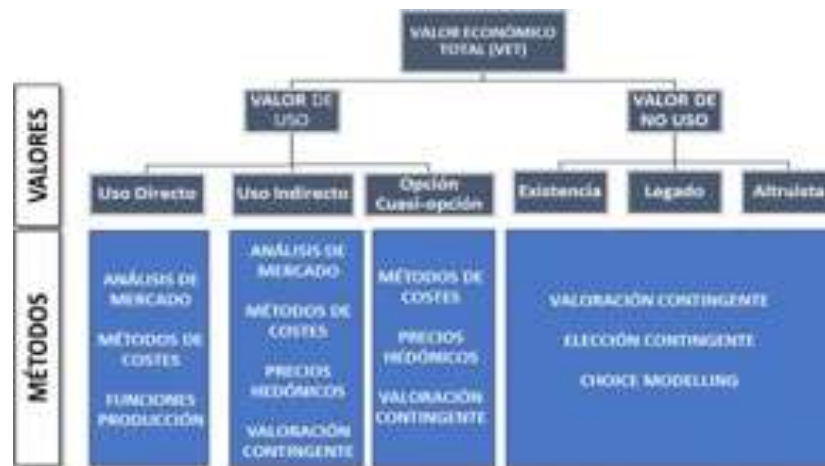 VALOR ECONÓMICO
TOTAL (VET)
VALORES
VALOR DE
USO
VALOR DE
NO USO
Uso Directo
Uso Indirecto
Opción
Cuasi-opción
Existencia
Legado
Altruista
MÉTODOS
ANÁLISIS DE
MERCADO
MÉTODOS DE
COSTES
FUNCIONES
PRODUCCIÓN
ANÁLISIS DE
MERCADO
MÉTODOS DE
COSTES
PRECIOS
HEDÓNICOS
VALORACIÓN
CONTINGENTE
MÉTODOS DE
COSTES
PRECIOS
HEDÓNICOS
VALORACIÓN
CONTINGENTE
VALORACIÓN CONTINGENTE
ELECCIÓN CONTINGENTE
CHOICE MODELLING